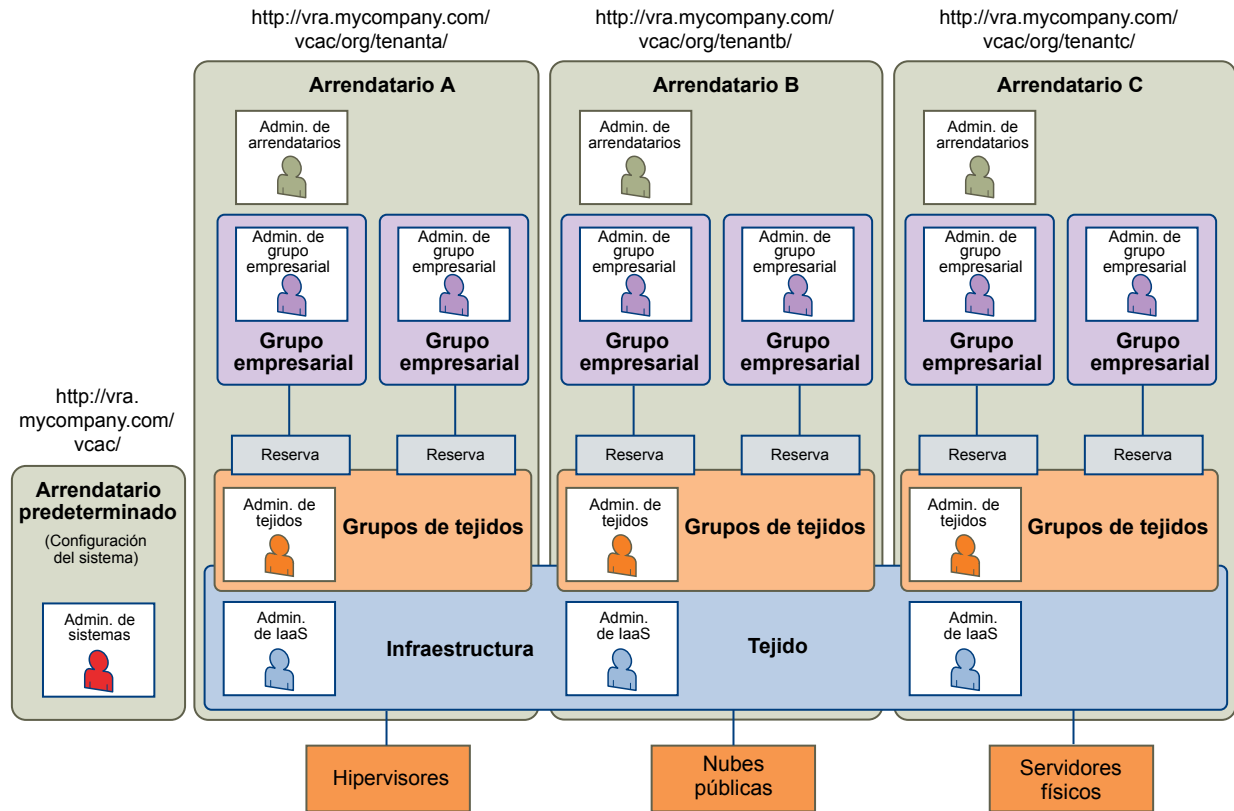 http://vra.mycompany.com/
vcac/org/tenanta/
http://vra.mycompany.com/
vcac/org/tenantb/
http://vra.mycompany.com/
vcac/org/tenantc/
Arrendatario A
Arrendatario B
Arrendatario C
Admin. de
arrendatarios
Admin. de
arrendatarios
Admin. de
arrendatarios
Admin. de
grupo
empresarial
Admin. de
grupo
empresarial
Admin. de
grupo
empresarial
Admin. de
grupo
empresarial
Admin. de
grupo
empresarial
Admin. de
grupo
empresarial
Grupo
empresarial
Grupo
empresarial
Grupo
empresarial
Grupo
empresarial
Grupo
empresarial
Grupo
empresarial
http://vra.
mycompany.com/
vcac/
Reserva
Reserva
Reserva
Reserva
Reserva
Reserva
Arrendatario
predeterminado
(Configuración
del sistema)
Admin. de
sistemas
Admin. de
tejidos
Grupos de tejidos
Admin. de
tejidos
Grupos de tejidos
Admin. de
tejidos
Grupos de tejidos
Admin.
de IaaS
Infraestructura
Admin.
de IaaS
Tejido
Admin.
de IaaS
Hipervisores
Nubes
públicas
Servidores
físicos